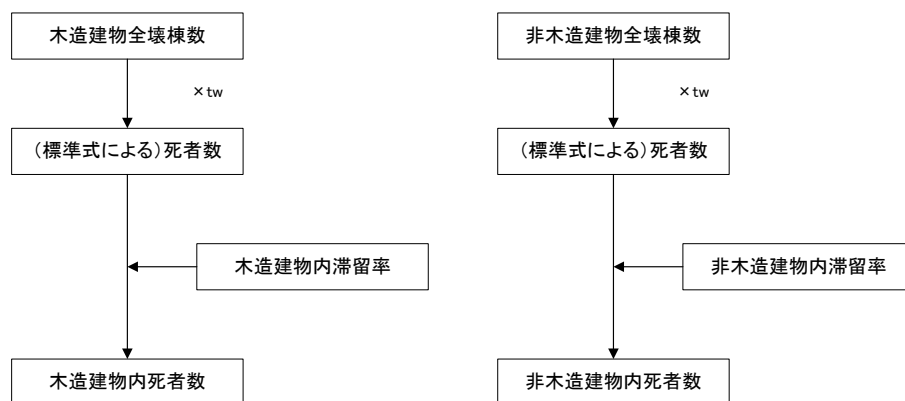 木造建物全壊棟数
×tw
(標準式による)死者数
木造建物内滞留率
木造建物内死者数
非木造建物全壊棟数
×tw
(標準式による)死者数
非木造建物内滞留率
非木造建物内死者数